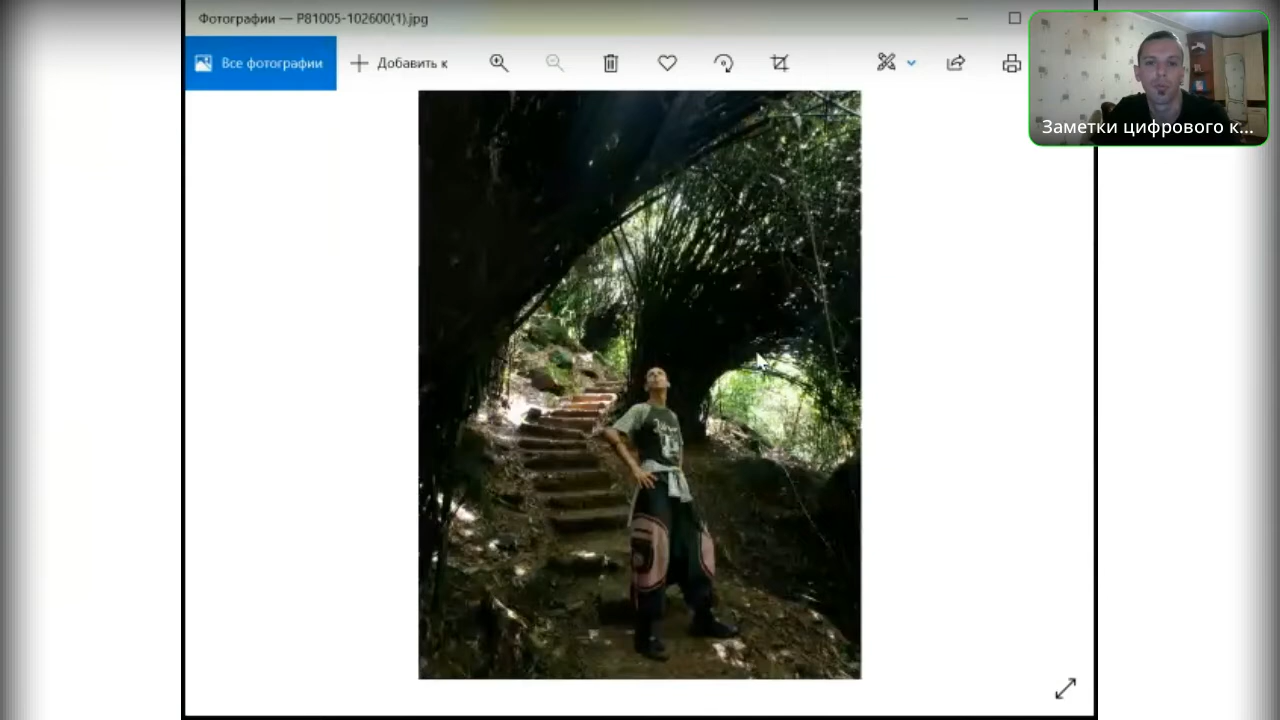 Фотографии — P81005-102600(1).jpg
Все фотографии
Добавить к
Заметки цифрового к...